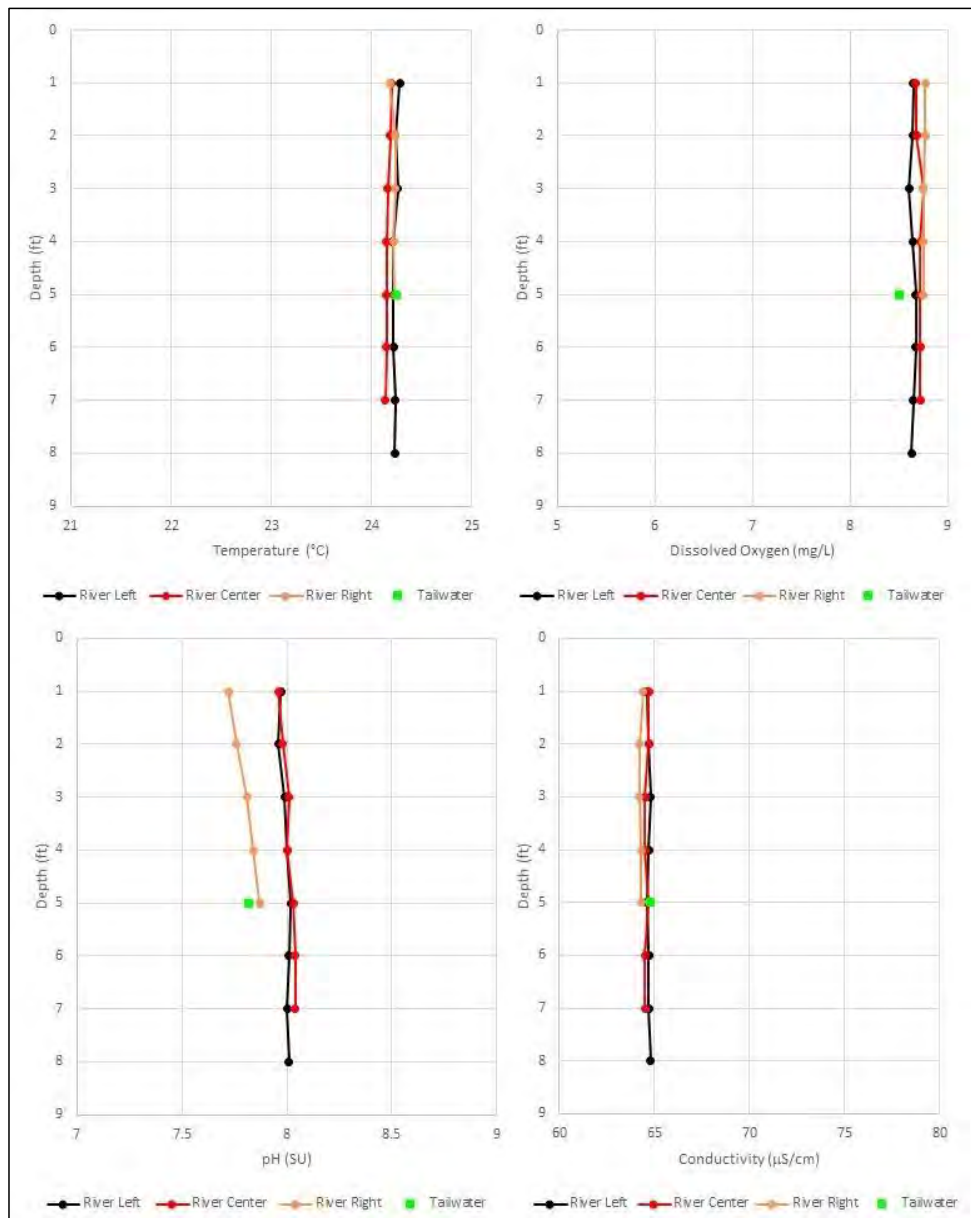 0
1
2
3
4
5
6
7
8
9
Depth (ft)
21 22 23 24 25
Temperature (°C)
River Left River Center River Right Tailwater
0
1
2
3
4
5
6
7
8
9
Depth (ft)
5 6 7 8 9
Dissolved Oxygen (mg/L)
River Left River Center River Right Tailwater
0
1
2
3
4
5
6
7
8
9
Depth (ft)
7 7.5 8 8.5 9
pH (SU)
River Left River Center River Right Tailwater
0
1
2
3
4
5
6
7
8
9
Depth (ft)
60 65 70 75 80
Conductivity (µS/cm)
River Left River Center River Right Tailwater